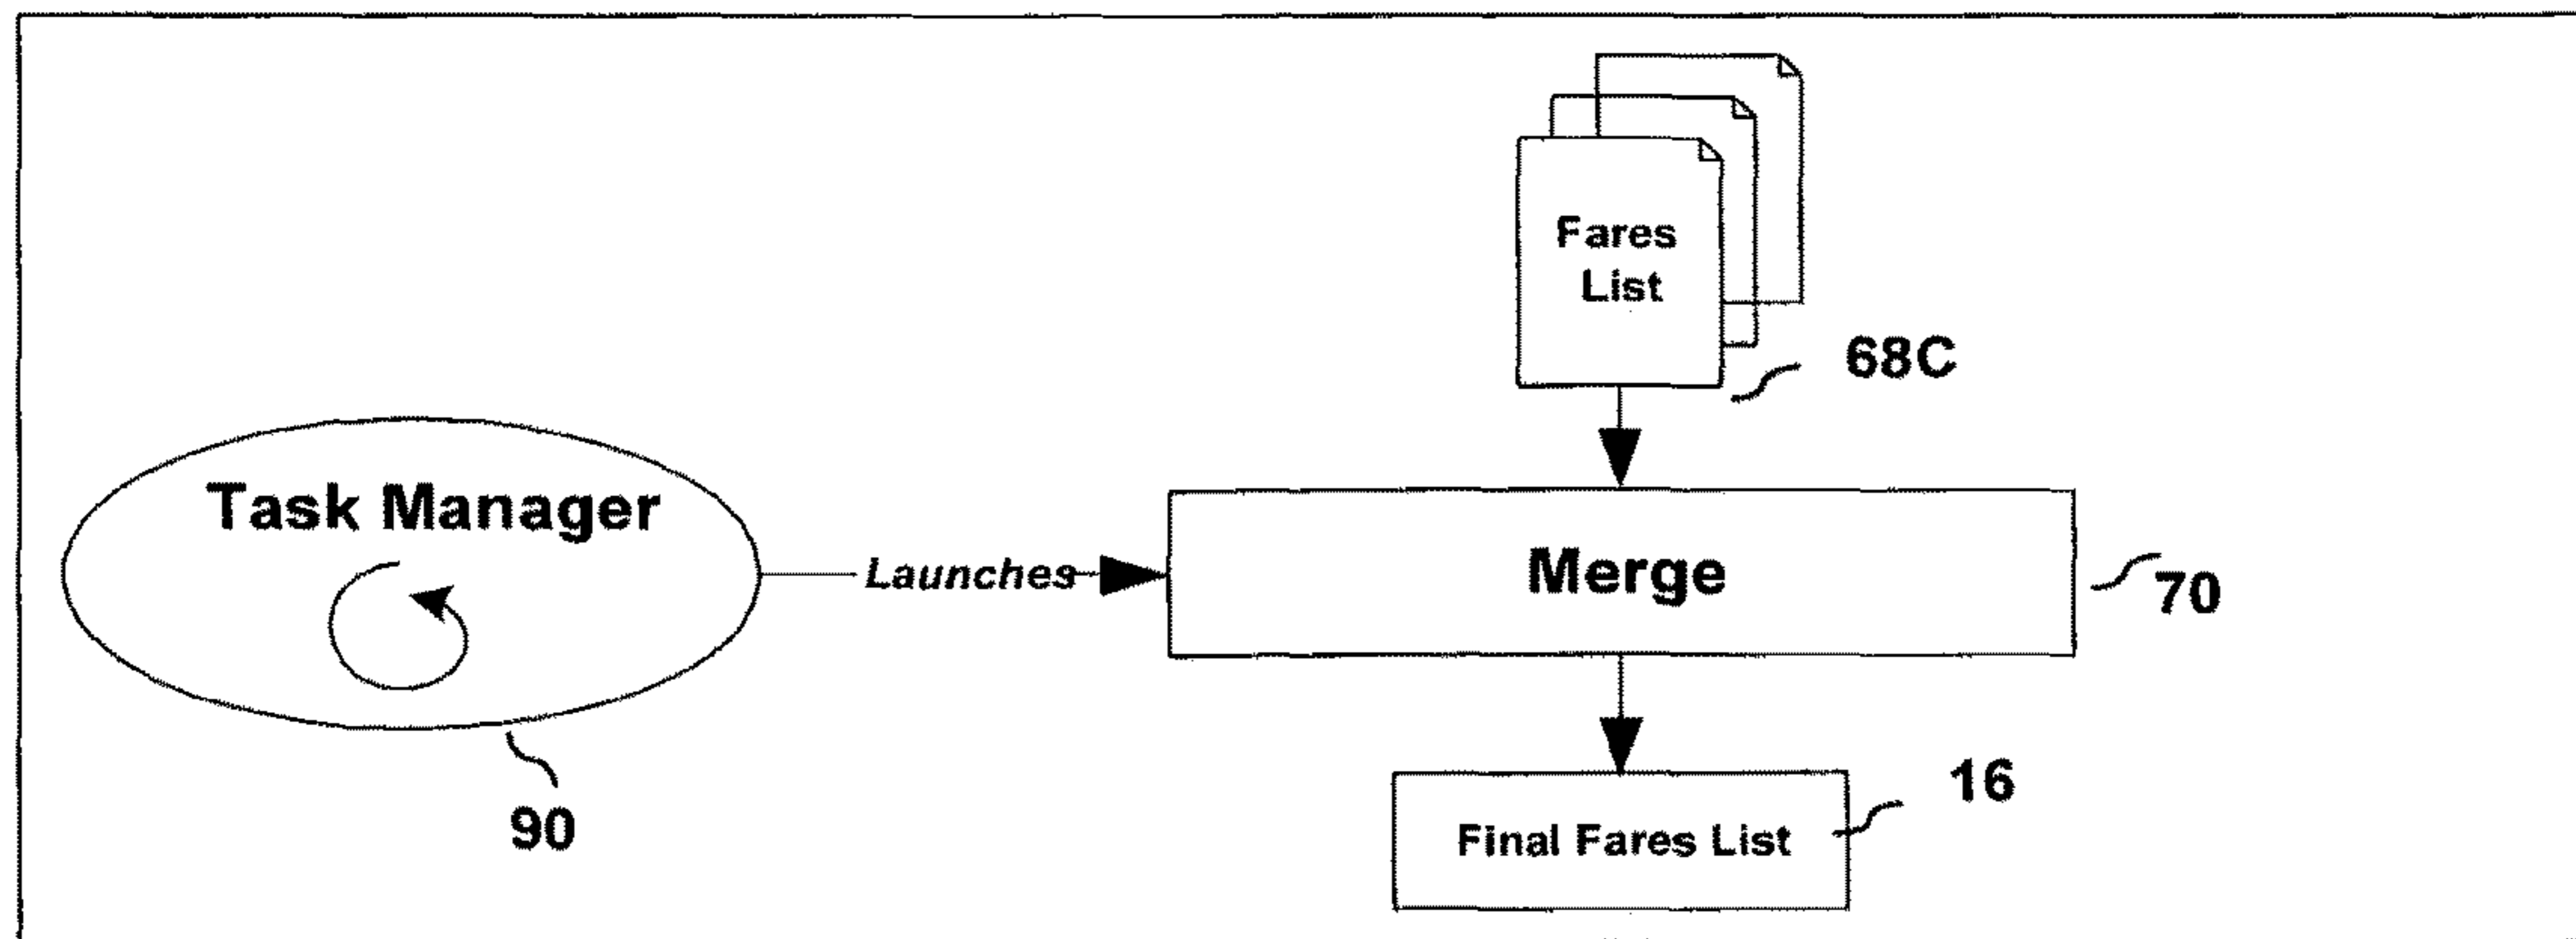 Fares
List
68C
Task Manager
Launches
Merge
70
90
16
Final Fares List